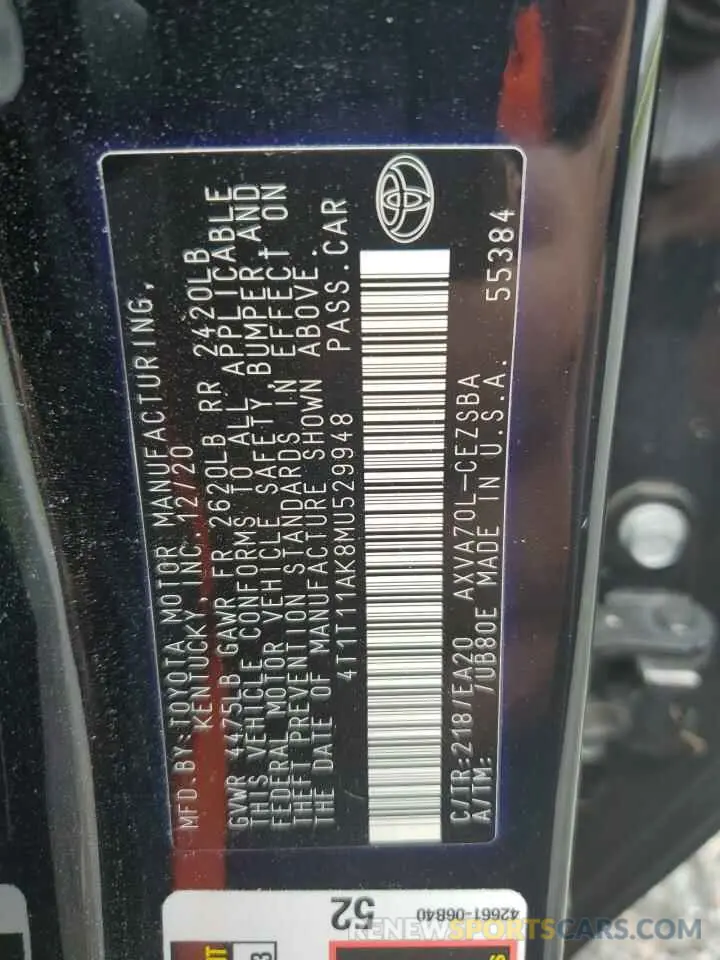 MFD.BY:TOYOTA MOTOR MANUFACTURING,
KENTUCKY, INC. 12/20
GVWR 4475LB GAWR FR 2620LB RR 2420LB
THIS VEHICLE CONFORMS TO ALL APPLICABLE
FEDERAL MOTOR VEHICLE SAFETY,BUMPER AND
THEFT PREVENTION STANDARDS IN EFFECT ON
THE DATE OF MANUFACTURE SHOWN ABOVE.
4T1T11AK8MU529948 PASS.CAR
C/TR:218/EA20 AXVA70L-CEZSBA
A/TM: /UB80E MADE IN U.S.A. 55384
52
42661-06B40
RENEWSPORTSCARS.COM